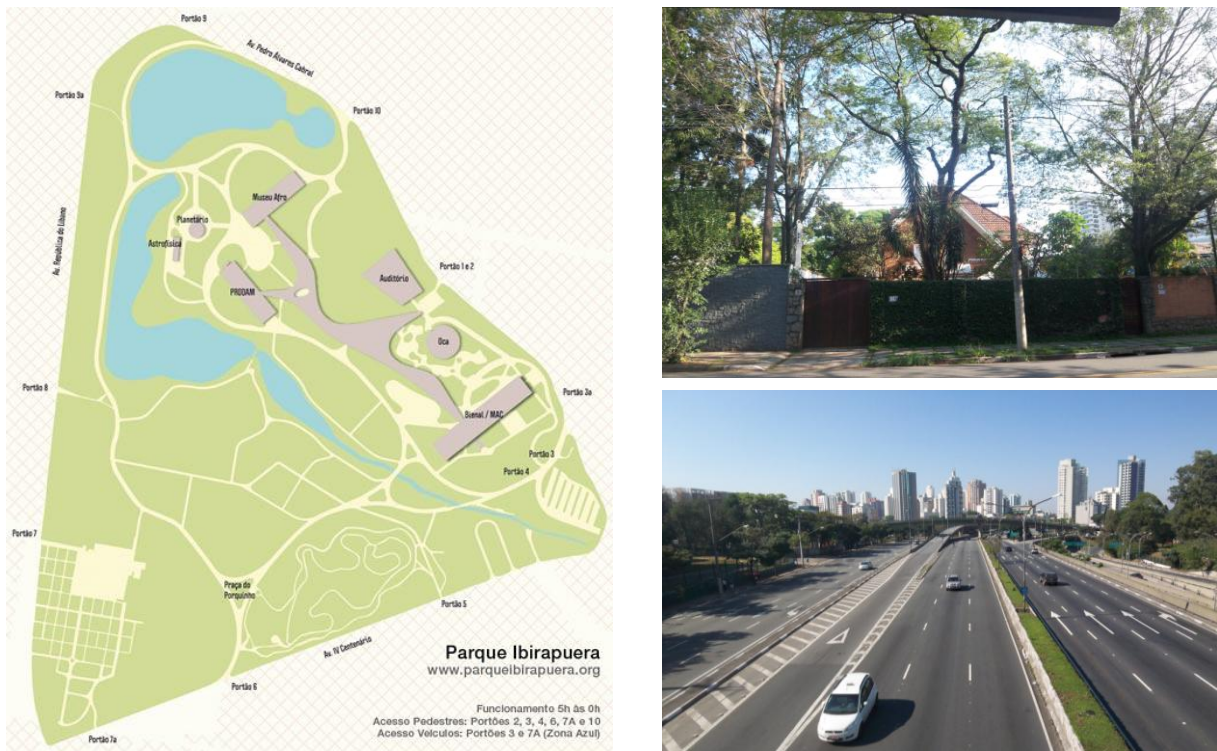 Portão 9
Av. Pedro Alvares Cabral
Portão 9a
Portão 10
Museu Afro
Av. República do Líbano
Planetário
Astrofísica
Auditório
Portão 1 e 2
PRODAM
Oca
Portão 8
Portão 2a
Bienal / MAC
Portão 3
Portão 4
Portão 7
Praça do
Porquinho
Portão 5
Av. IV Centenário
Portão 6
Portão 7a
Parque Ibirapuera
www.parqueibirapuera.org
Funcionamento 5h às 0h
Acesso Pedestres: Portões 2, 3, 4, 6, 7A e 10
Acesso Veículos: Portões 3 e 7A (Zona Azul)